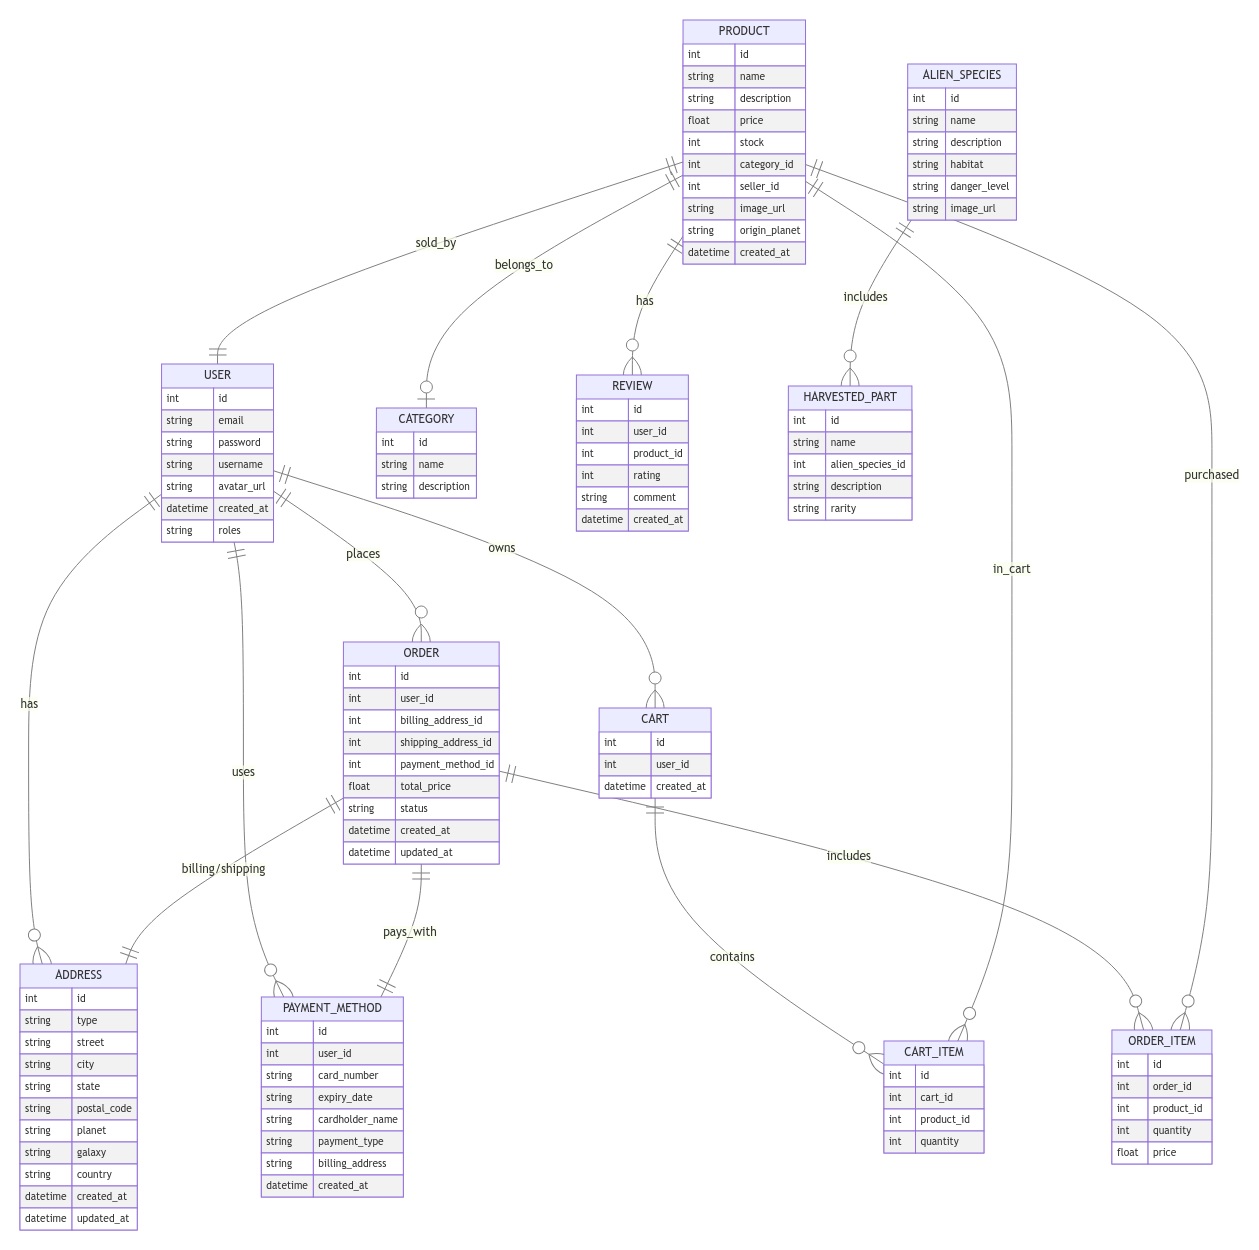 PRODUCT
int id
string name
string description
float price
int stock
int category_id
int seller_id
string image_url
string origin_planet
datetime created_at
ALIEN_SPECIES
int id
string name
string description
string habitat
string danger_level
string image_url
sold_by
belongs_to
has
includes
USER
int id
string email
string password
string username
string avatar_url
datetime created_at
string roles
CATEGORY
int id
string name
string description
REVIEW
int id
int user_id
int product_id
int rating
string comment
datetime created_at
HARVESTED_PART
int id
string name
int alien_species_id
string description
string rarity
purchased
places
owns
in_cart
ORDER
int id
int user_id
int billing_address_id
int shipping_address_id
int payment_method_id
float total_price
string status
datetime created_at
datetime updated_at
CART
int id
int user_id
datetime created_at
has
uses
billing/shipping
includes
pays_with
contains
ADDRESS
int id
string type
string street
string city
string state
string postal_code
string planet
string galaxy
string country
datetime created_at
datetime updated_at
PAYMENT_METHOD
int id
int user_id
string card_number
string expiry_date
string cardholder_name
string payment_type
string billing_address
datetime created_at
CART_ITEM
int id
int cart_id
int product_id
int quantity
ORDER_ITEM
int id
int order_id
int product_id
int quantity
float price